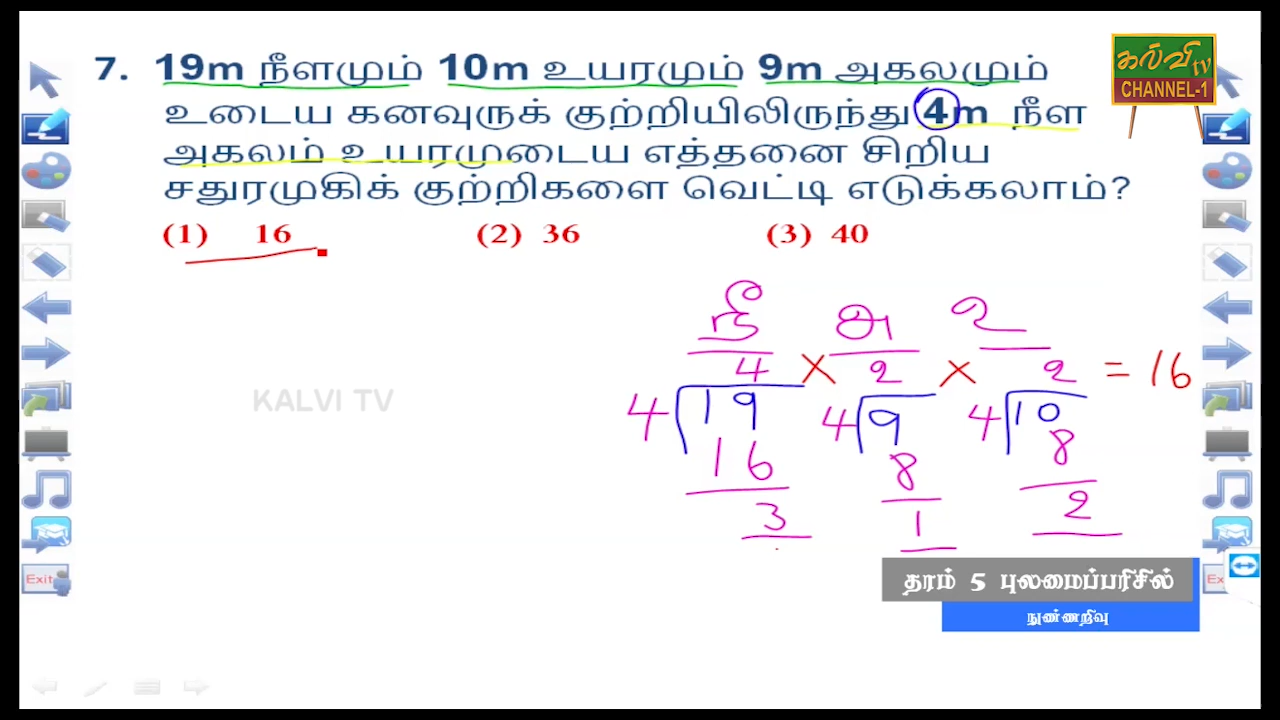 7. 19m நீளமும் 10m உயரமும் 9m அகலமும்
உடைய கனவுருக் குற்றியிலிருந்து 4m நீள
அகலம் உயரமுடைய எத்தனை சிறிய
சதுரமுகிக் குற்றிகளை வெட்டி எடுக்கலாம்?
(1) 16 (2) 36 (3) 40
கல்வி TV
CHANNEL-1
நீ அ உ
4 × 2 × 2 = 16
4 19 4 9 4 10
16 8 8
3 1 2
KALVI TV
தரம் 5 புலமைப்பரிசில்
நுண்ணறிவு
Exit
Ex